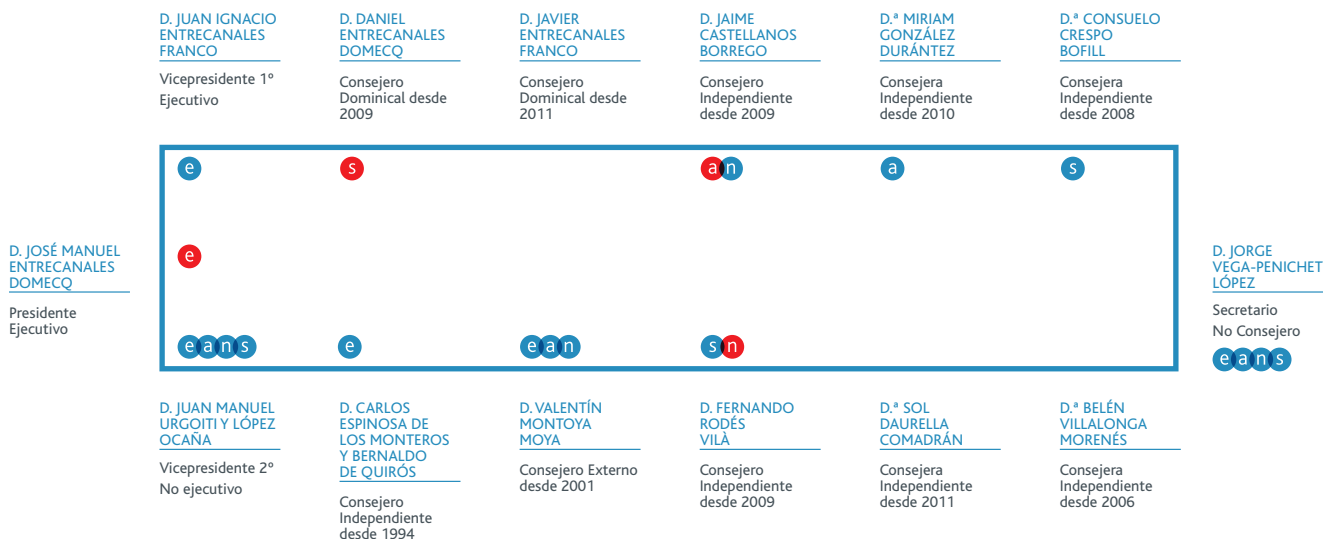 D. JUAN IGNACIO
ENTRECANALES
FRANCO
Vicepresidente 1º
Ejecutivo
D. DANIEL
ENTRECANALES
DOMECQ
Consejero
Dominical desde
2009
D. JAVIER
ENTRECANALES
FRANCO
Consejero
Dominical desde
2011
D. JAIME
CASTELLANOS
BORREGO
Consejero
Independiente
desde 2009
D.ª MIRIAM
GONZÁLEZ
DURÁNTEZ
Consejera
Independiente
desde 2010
D.ª CONSUELO
CRESPO
BOFILL
Consejera
Independiente
desde 2008
e
s
a n
a
s
D. JOSÉ MANUEL
ENTRECANALES
DOMECQ
Presidente
Ejecutivo
e
D. JORGE
VEGA-PENICHET
LÓPEZ
Secretario
No Consejero
e a n s
e a n s
e
e a n
s n
D. JUAN MANUEL
URGOITI Y LÓPEZ
OCAÑA
Vicepresidente 2º
No ejecutivo
D. CARLOS
ESPINOSA DE
LOS MONTEROS
Y BERNALDO
DE QUIRÓS
Consejero
Independiente
desde 1994
D. VALENTÍN
MONTOYA
MOYA
Consejero Externo
desde 2001
D. FERNANDO
RODÉS
VILÀ
Consejero
Independiente
desde 2009
D.ª SOL
DAURELLA
COMADRÁN
Consejera
Independiente
desde 2011
D.ª BELÉN
VILLALONGA
MORENÉS
Consejera
Independiente
desde 2006